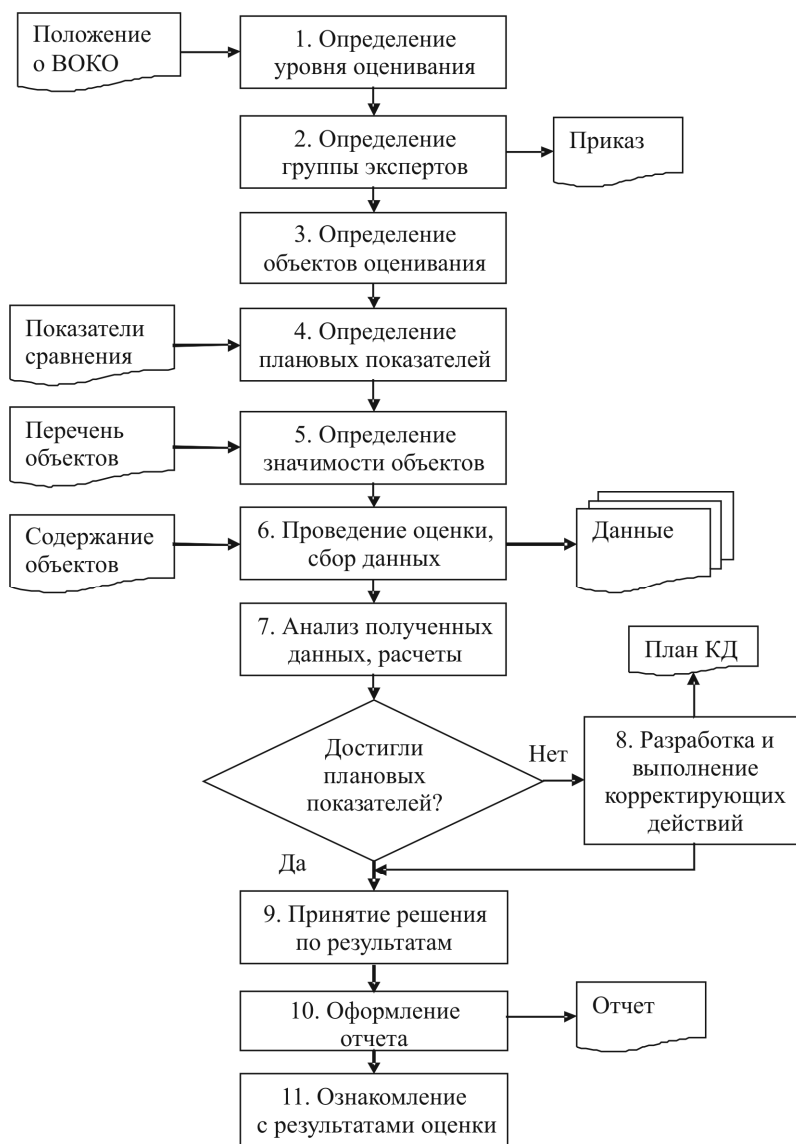 Положение
о ВОКО
1. Определение
уровня оценивания
2. Определение
группы экспертов
Приказ
3. Определение
объектов оценивания
Показатели
сравнения
4. Определение
плановых показателей
Перечень
объектов
5. Определение
значимости объектов
Содержание
объектов
6. Проведение оценки,
сбор данных
Данные
7. Анализ полученных
данных, расчеты
План КД
Достигли
плановых
показателей?
Нет
8. Разработка и
выполнение
корректирующих
действий
Да
9. Принятие решения
по результатам
10. Оформление
отчета
Отчет
11. Ознакомление
с результатами оценки